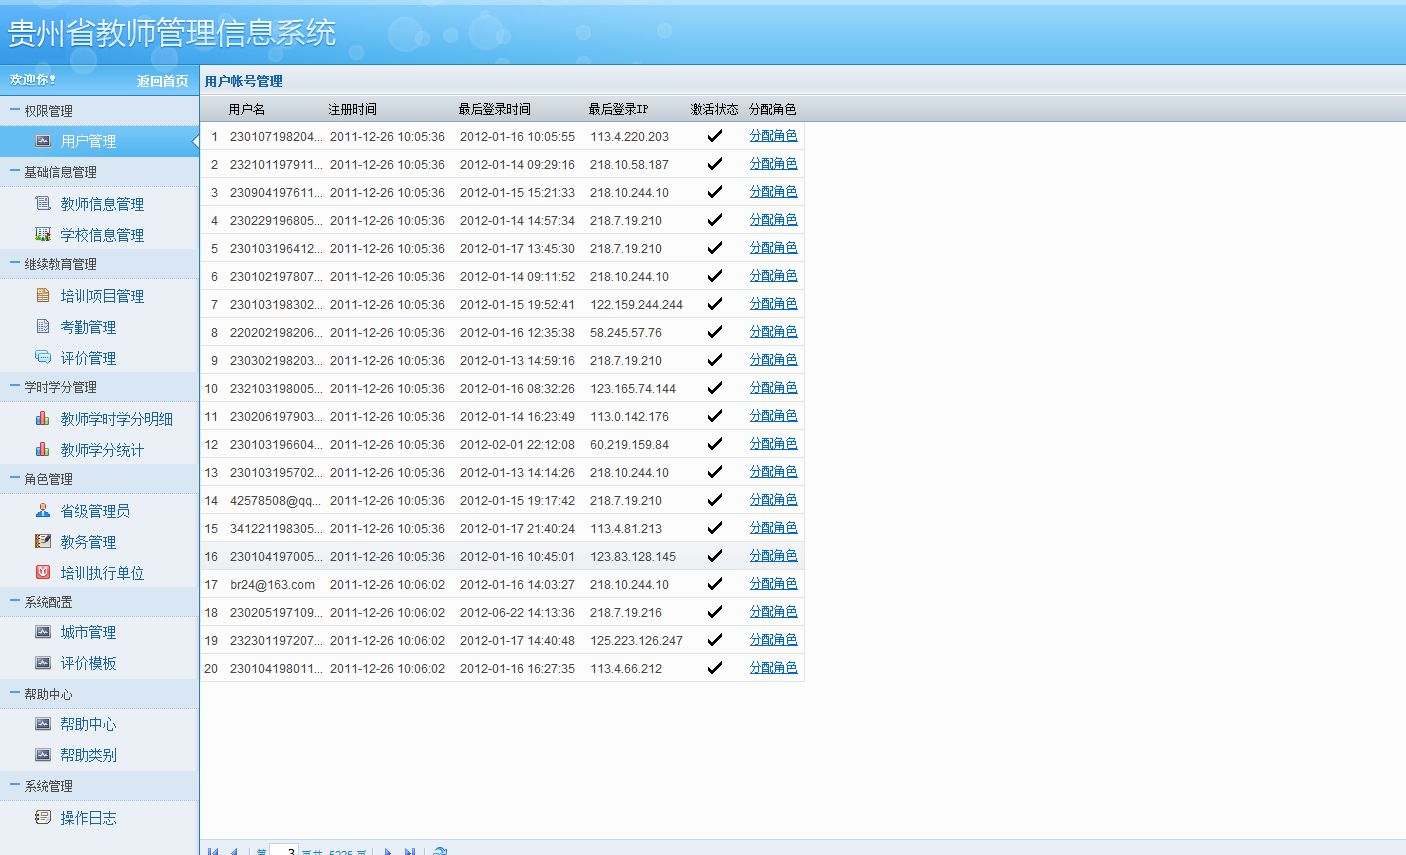 贵州省教师管理信息系统
欢迎你! 返回首页
权限管理
用户管理
基础信息管理
教师信息管理
学校信息管理
继续教育管理
培训项目管理
考勤管理
评价管理
学时学分管理
教师学时学分明细
教师学分统计
角色管理
省级管理员
教务管理
培训执行单位
系统配置
城市管理
评价模板
帮助中心
帮助中心
帮助类别
系统管理
操作日志
用户帐号管理
用户名 注册时间 最后登录时间 最后登录IP 激活状态 分配角色
1 230107198204... 2011-12-26 10:05:36 2012-01-16 10:05:55 113.4.220.203 分配角色
2 232101197911... 2011-12-26 10:05:36 2012-01-14 09:29:16 218.10.58.187 分配角色
3 230904197611... 2011-12-26 10:05:36 2012-01-15 15:21:33 218.10.244.10 分配角色
4 230229196805... 2011-12-26 10:05:36 2012-01-14 14:57:34 218.7.19.210 分配角色
5 230103196412... 2011-12-26 10:05:36 2012-01-17 13:45:30 218.7.19.210 分配角色
6 230102197807... 2011-12-26 10:05:36 2012-01-14 09:11:52 218.10.244.10 分配角色
7 230103198302... 2011-12-26 10:05:36 2012-01-15 19:52:41 122.159.244.244 分配角色
8 220202198206... 2011-12-26 10:05:36 2012-01-16 12:35:38 58.245.57.76 分配角色
9 230302198203... 2011-12-26 10:05:36 2012-01-13 14:59:16 218.7.19.210 分配角色
10 232103198005... 2011-12-26 10:05:36 2012-01-16 08:32:26 123.165.74.144 分配角色
11 230206197903... 2011-12-26 10:05:36 2012-01-14 16:23:49 113.0.142.176 分配角色
12 230103196604... 2011-12-26 10:05:36 2012-02-01 22:12:08 60.219.159.84 分配角色
13 230103195702... 2011-12-26 10:05:36 2012-01-13 14:14:26 218.10.244.10 分配角色
14 42578508@qq... 2011-12-26 10:05:36 2012-01-15 19:17:42 218.7.19.210 分配角色
15 341221198305... 2011-12-26 10:05:36 2012-01-17 21:40:24 113.4.81.213 分配角色
16 230104197005... 2011-12-26 10:05:36 2012-01-16 10:45:01 123.83.128.145 分配角色
17 br24@163.com 2011-12-26 10:06:02 2012-01-16 14:03:27 218.10.244.10 分配角色
18 230205197109... 2011-12-26 10:06:02 2012-06-22 14:13:36 218.7.19.216 分配角色
19 232301197207... 2011-12-26 10:06:02 2012-01-17 14:40:48 125.223.126.247 分配角色
20 230104198011... 2011-12-26 10:06:02 2012-01-16 16:27:35 113.4.66.212 分配角色
第 3 页共